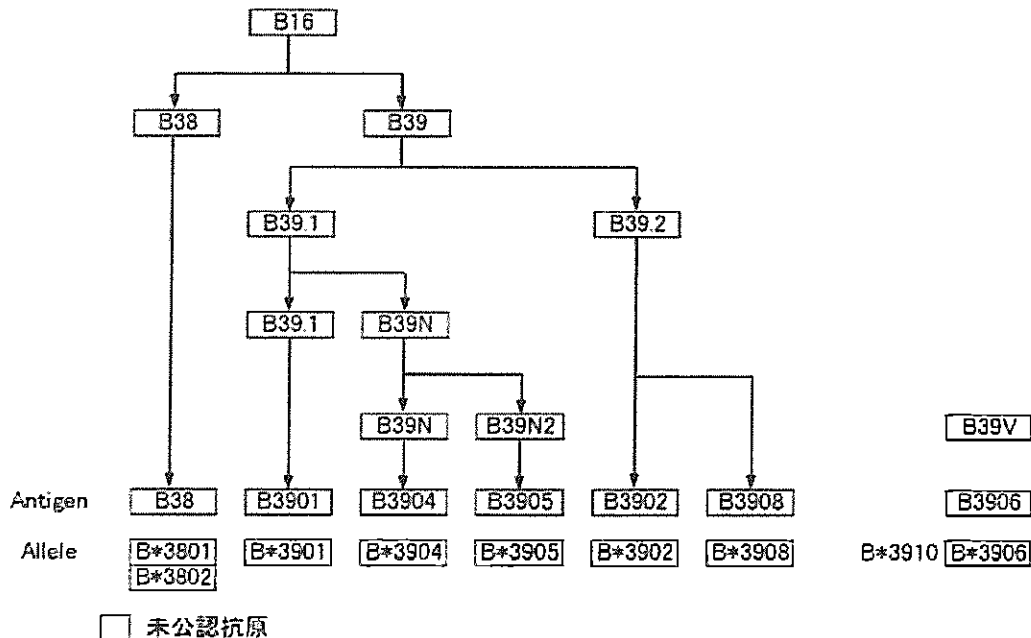 B16
B38 B39
B39.1 B39.2
B39.1 B39N
B39N B39N2 B39V
Antigen B38 B3901 B3904 B3905 B3902 B3908 B3906
Allele B*3801 B*3901 B*3904 B*3905 B*3902 B*3908 B*3910 B*3906
B*3802
未公認抗原